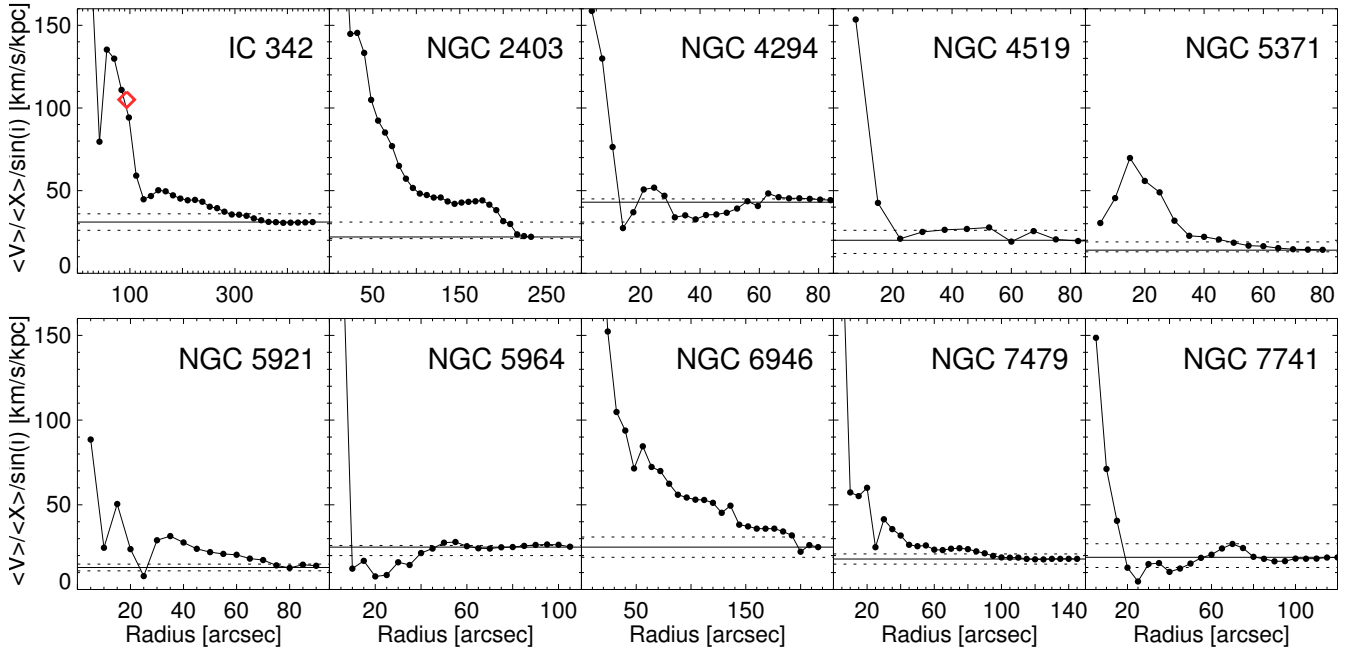 <V>/<X>/sin(i) [km/s/kpc]
150
100
50
0
IC 342
NGC 2403
NGC 4294
NGC 4519
NGC 5371
100 300
50 150 250
20 40 60 80
20 40 60 80
20 40 60 80
<V>/<X>/sin(i) [km/s/kpc]
150
100
50
0
NGC 5921
NGC 5964
NGC 6946
NGC 7479
NGC 7741
20 40 60 80
20 40 60 80 100
50 150
20 60 100 140
20 60 100
Radius [arcsec]
Radius [arcsec]
Radius [arcsec]
Radius [arcsec]
Radius [arcsec]